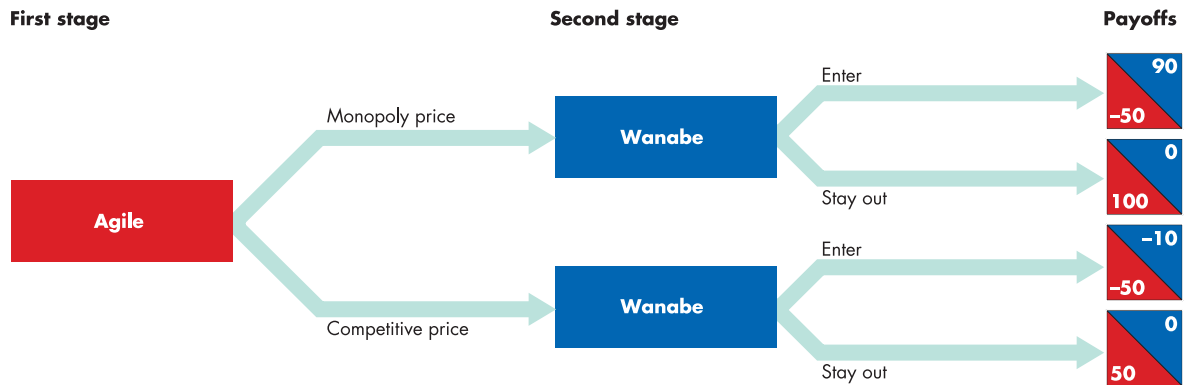 First stage
Second stage
Payoffs
Enter
90
–50
Monopoly price
Wanabe
0
Stay out
100
Agile
Enter
–10
–50
Wanabe
Competitive price
0
Stay out
50